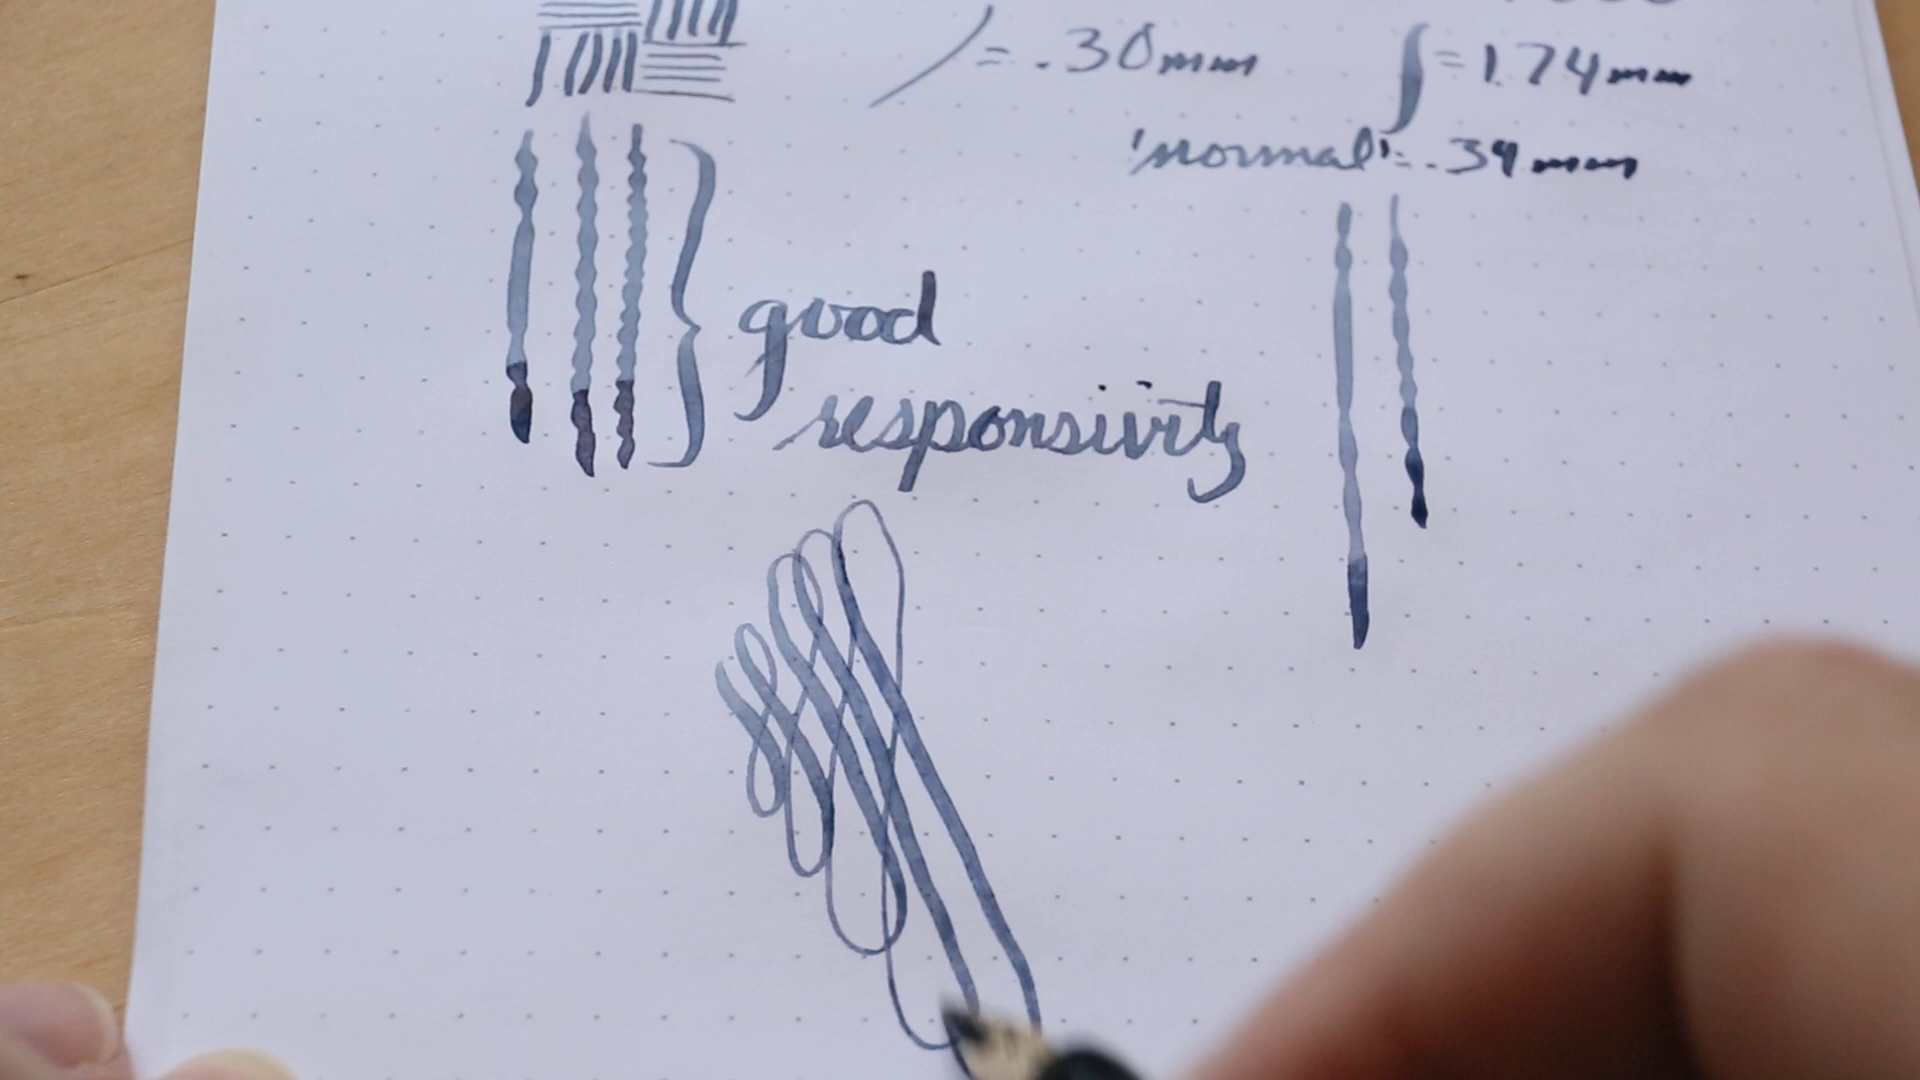 = .30mm
= 1.74mm
'normal' = .39mm
good
responsivity